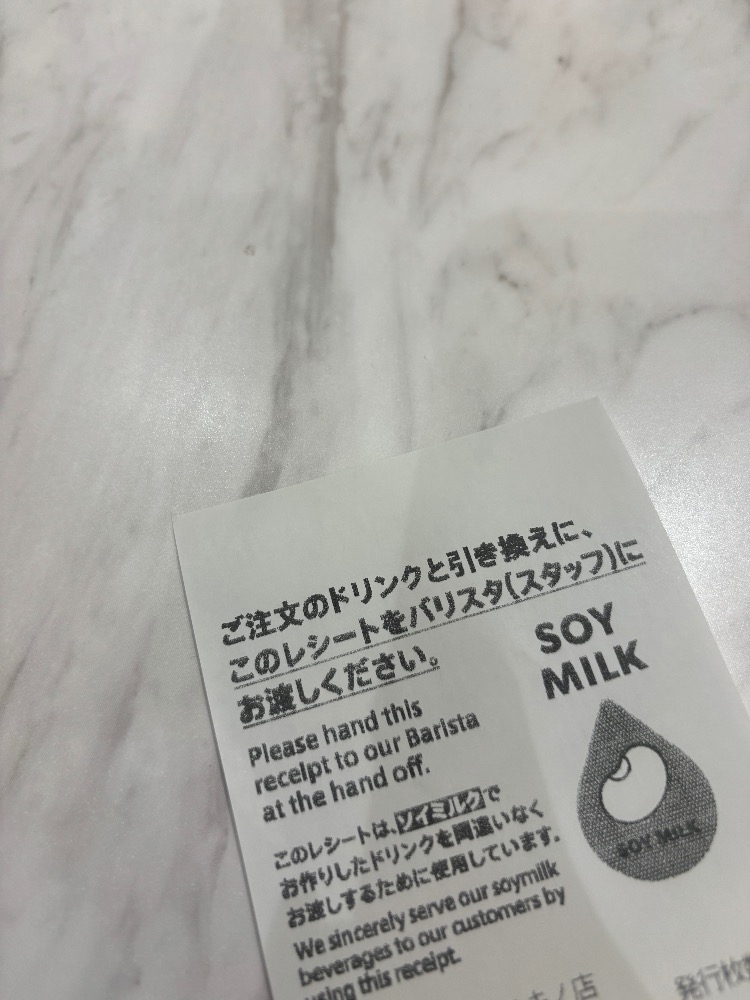 ご注文のドリンクと引き換えに、
このレシートをバリスタ(スタッフ)に
お渡しください。
SOY
MILK
Please hand this
receipt to our Barista
at the hand off.
SOY MILK
このレシートは、ソイミルクで
お作りしたドリンクを間違いなく
お渡しするために使用しています。
We sincerely serve our soymilk
beverages to our customers by
using this receipt.
店
発行枚